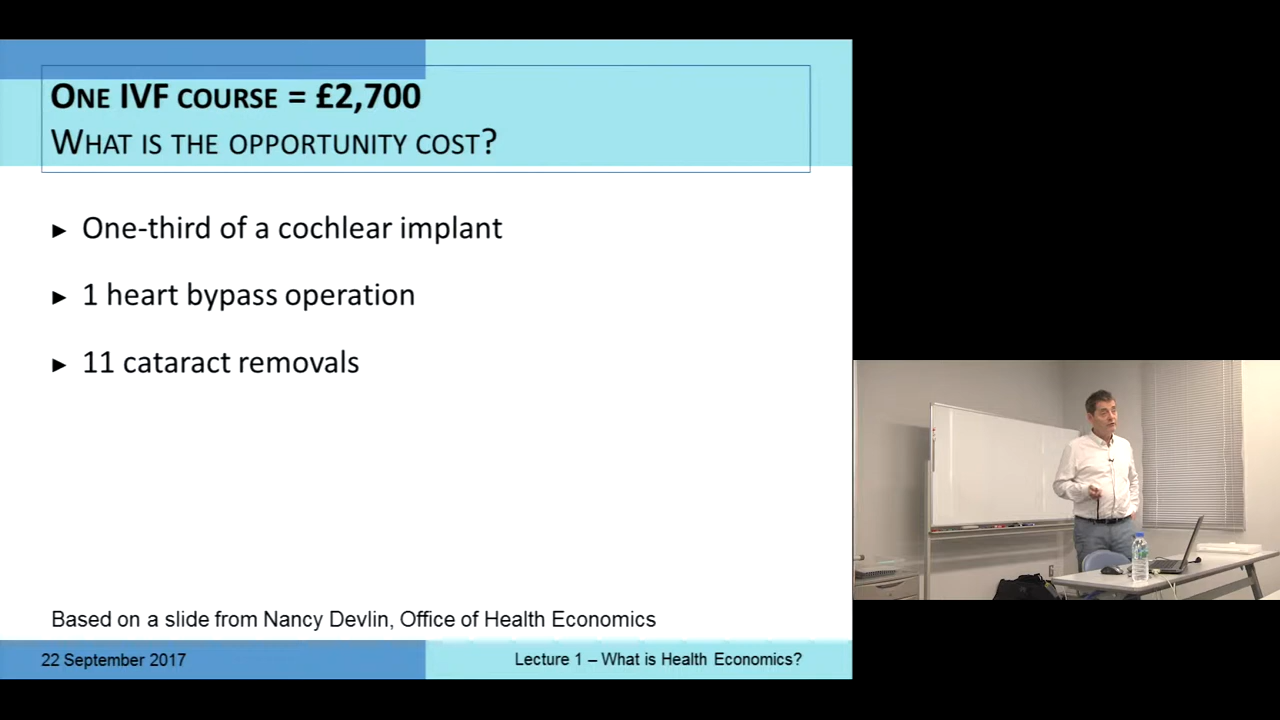 ONE IVF COURSE = £2,700
WHAT IS THE OPPORTUNITY COST?
► One-third of a cochlear implant
► 1 heart bypass operation
► 11 cataract removals
Based on a slide from Nancy Devlin, Office of Health Economics
22 September 2017
Lecture 1 – What is Health Economics?